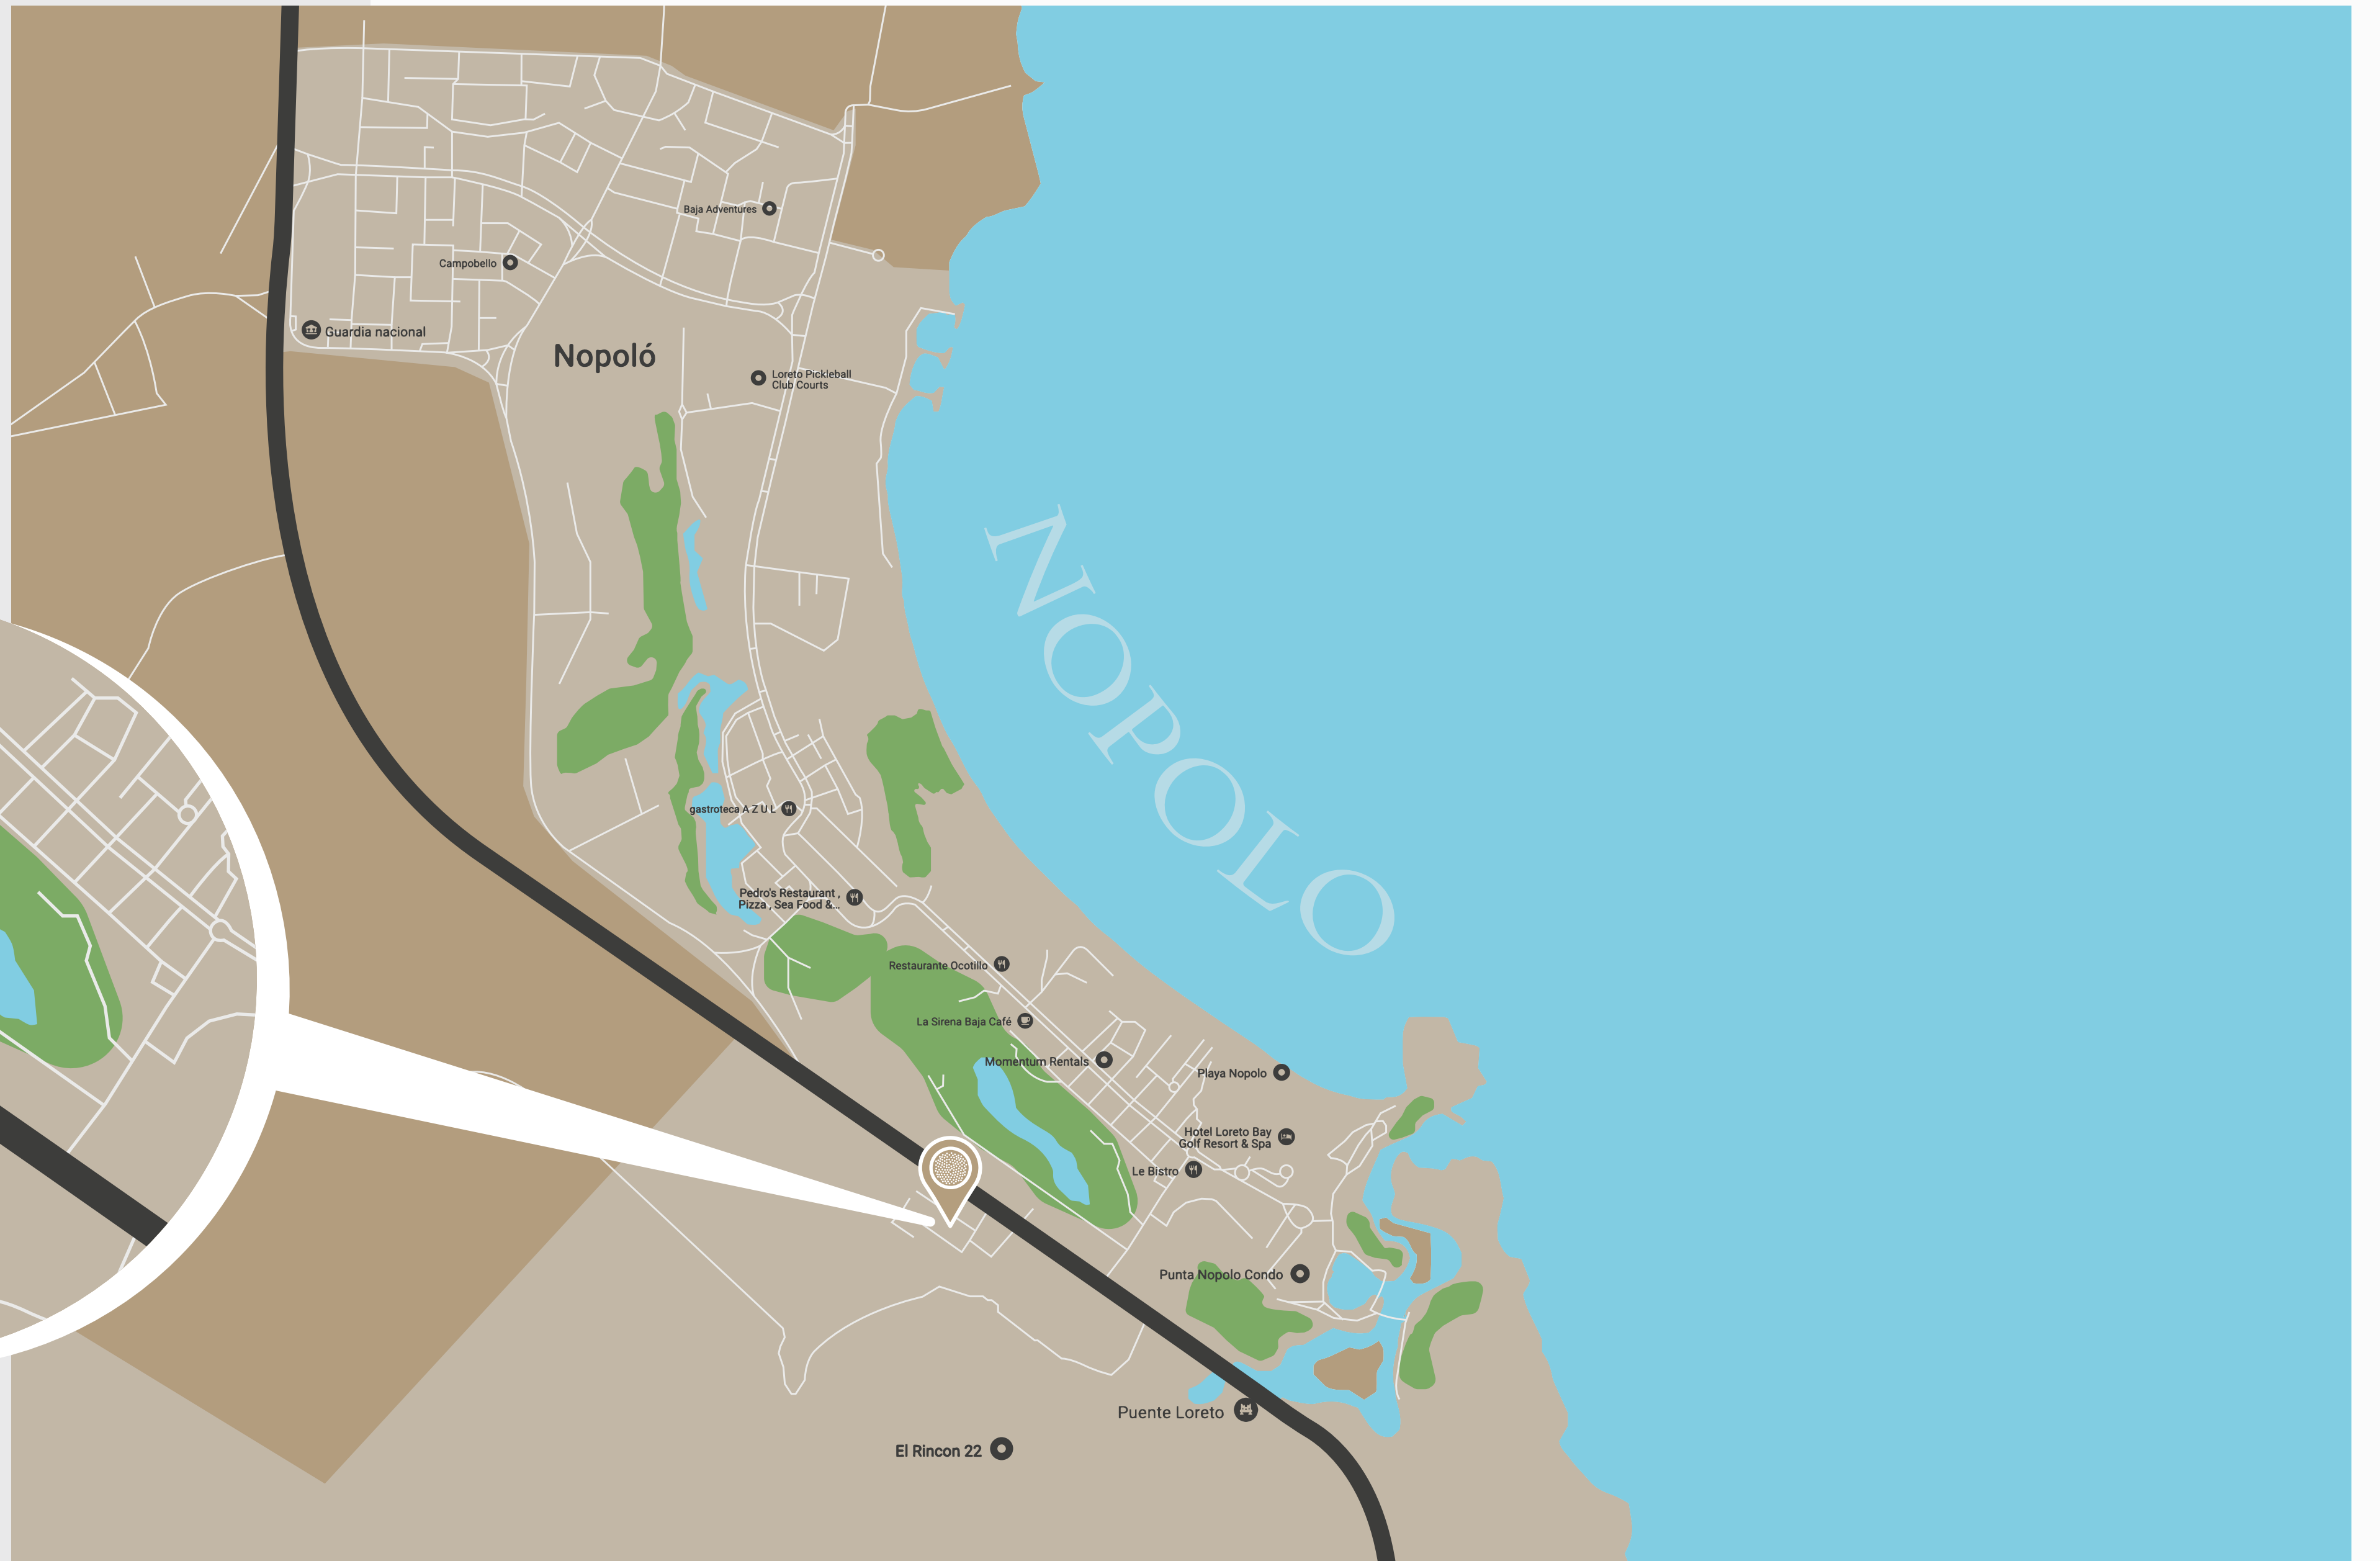 Baja Adventures
Campobello
Guardia nacional
Nopoló
Loreto Pickleball
Club Courts
NOPOLO
gastroteca A Z U L
Pedro's Restaurant ,
Pizza , Sea Food &...
Restaurante Ocotillo
La Sirena Baja Café
Momentum Rentals
Playa Nopolo
Hotel Loreto Bay
Golf Resort & Spa
Le Bistro
Punta Nopolo Condo
Puente Loreto
El Rincon 22